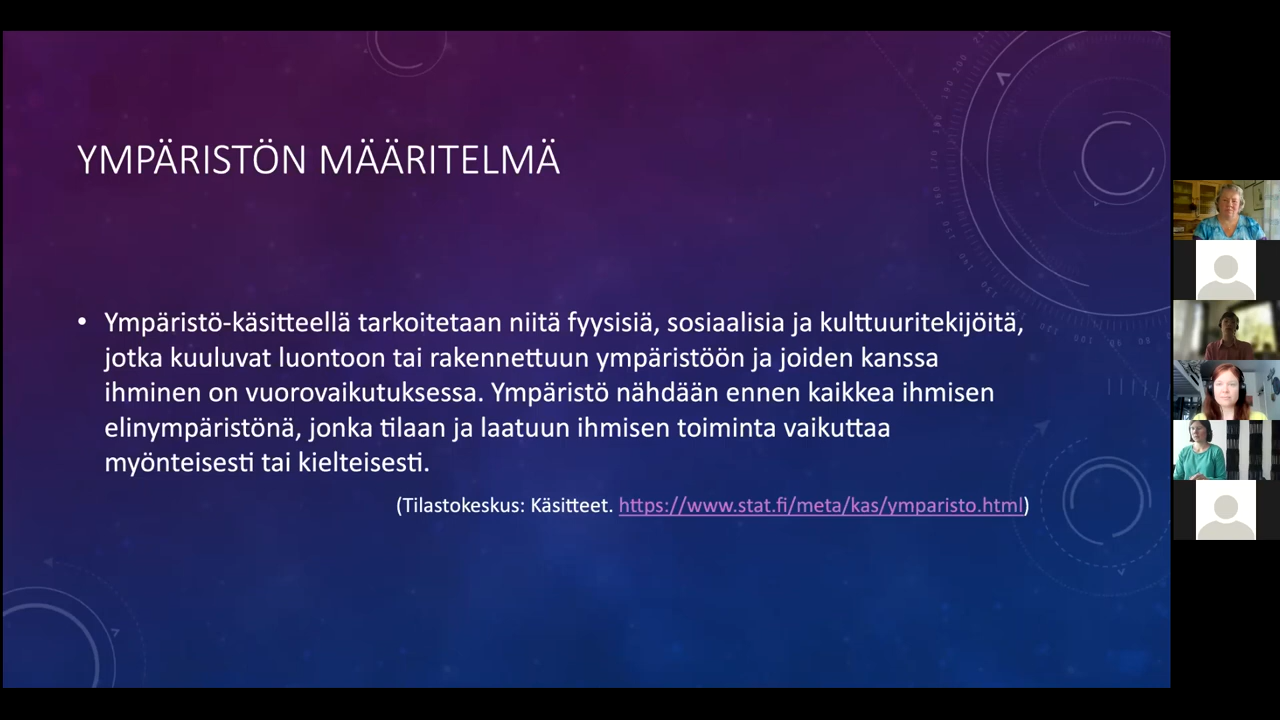 YMPÄRISTÖN MÄÄRITELMÄ
• Ympäristö-käsitteellä tarkoitetaan niitä fyysisiä, sosiaalisia ja kulttuuritekijöitä,
jotka kuuluvat luontoon tai rakennettuun ympäristöön ja joiden kanssa
ihminen on vuorovaikutuksessa. Ympäristö nähdään ennen kaikkea ihmisen
elinympäristönä, jonka tilaan ja laatuun ihmisen toiminta vaikuttaa
myönteisesti tai kielteisesti.
(Tilastokeskus: Käsitteet. https://www.stat.fi/meta/kas/ymparisto.html)